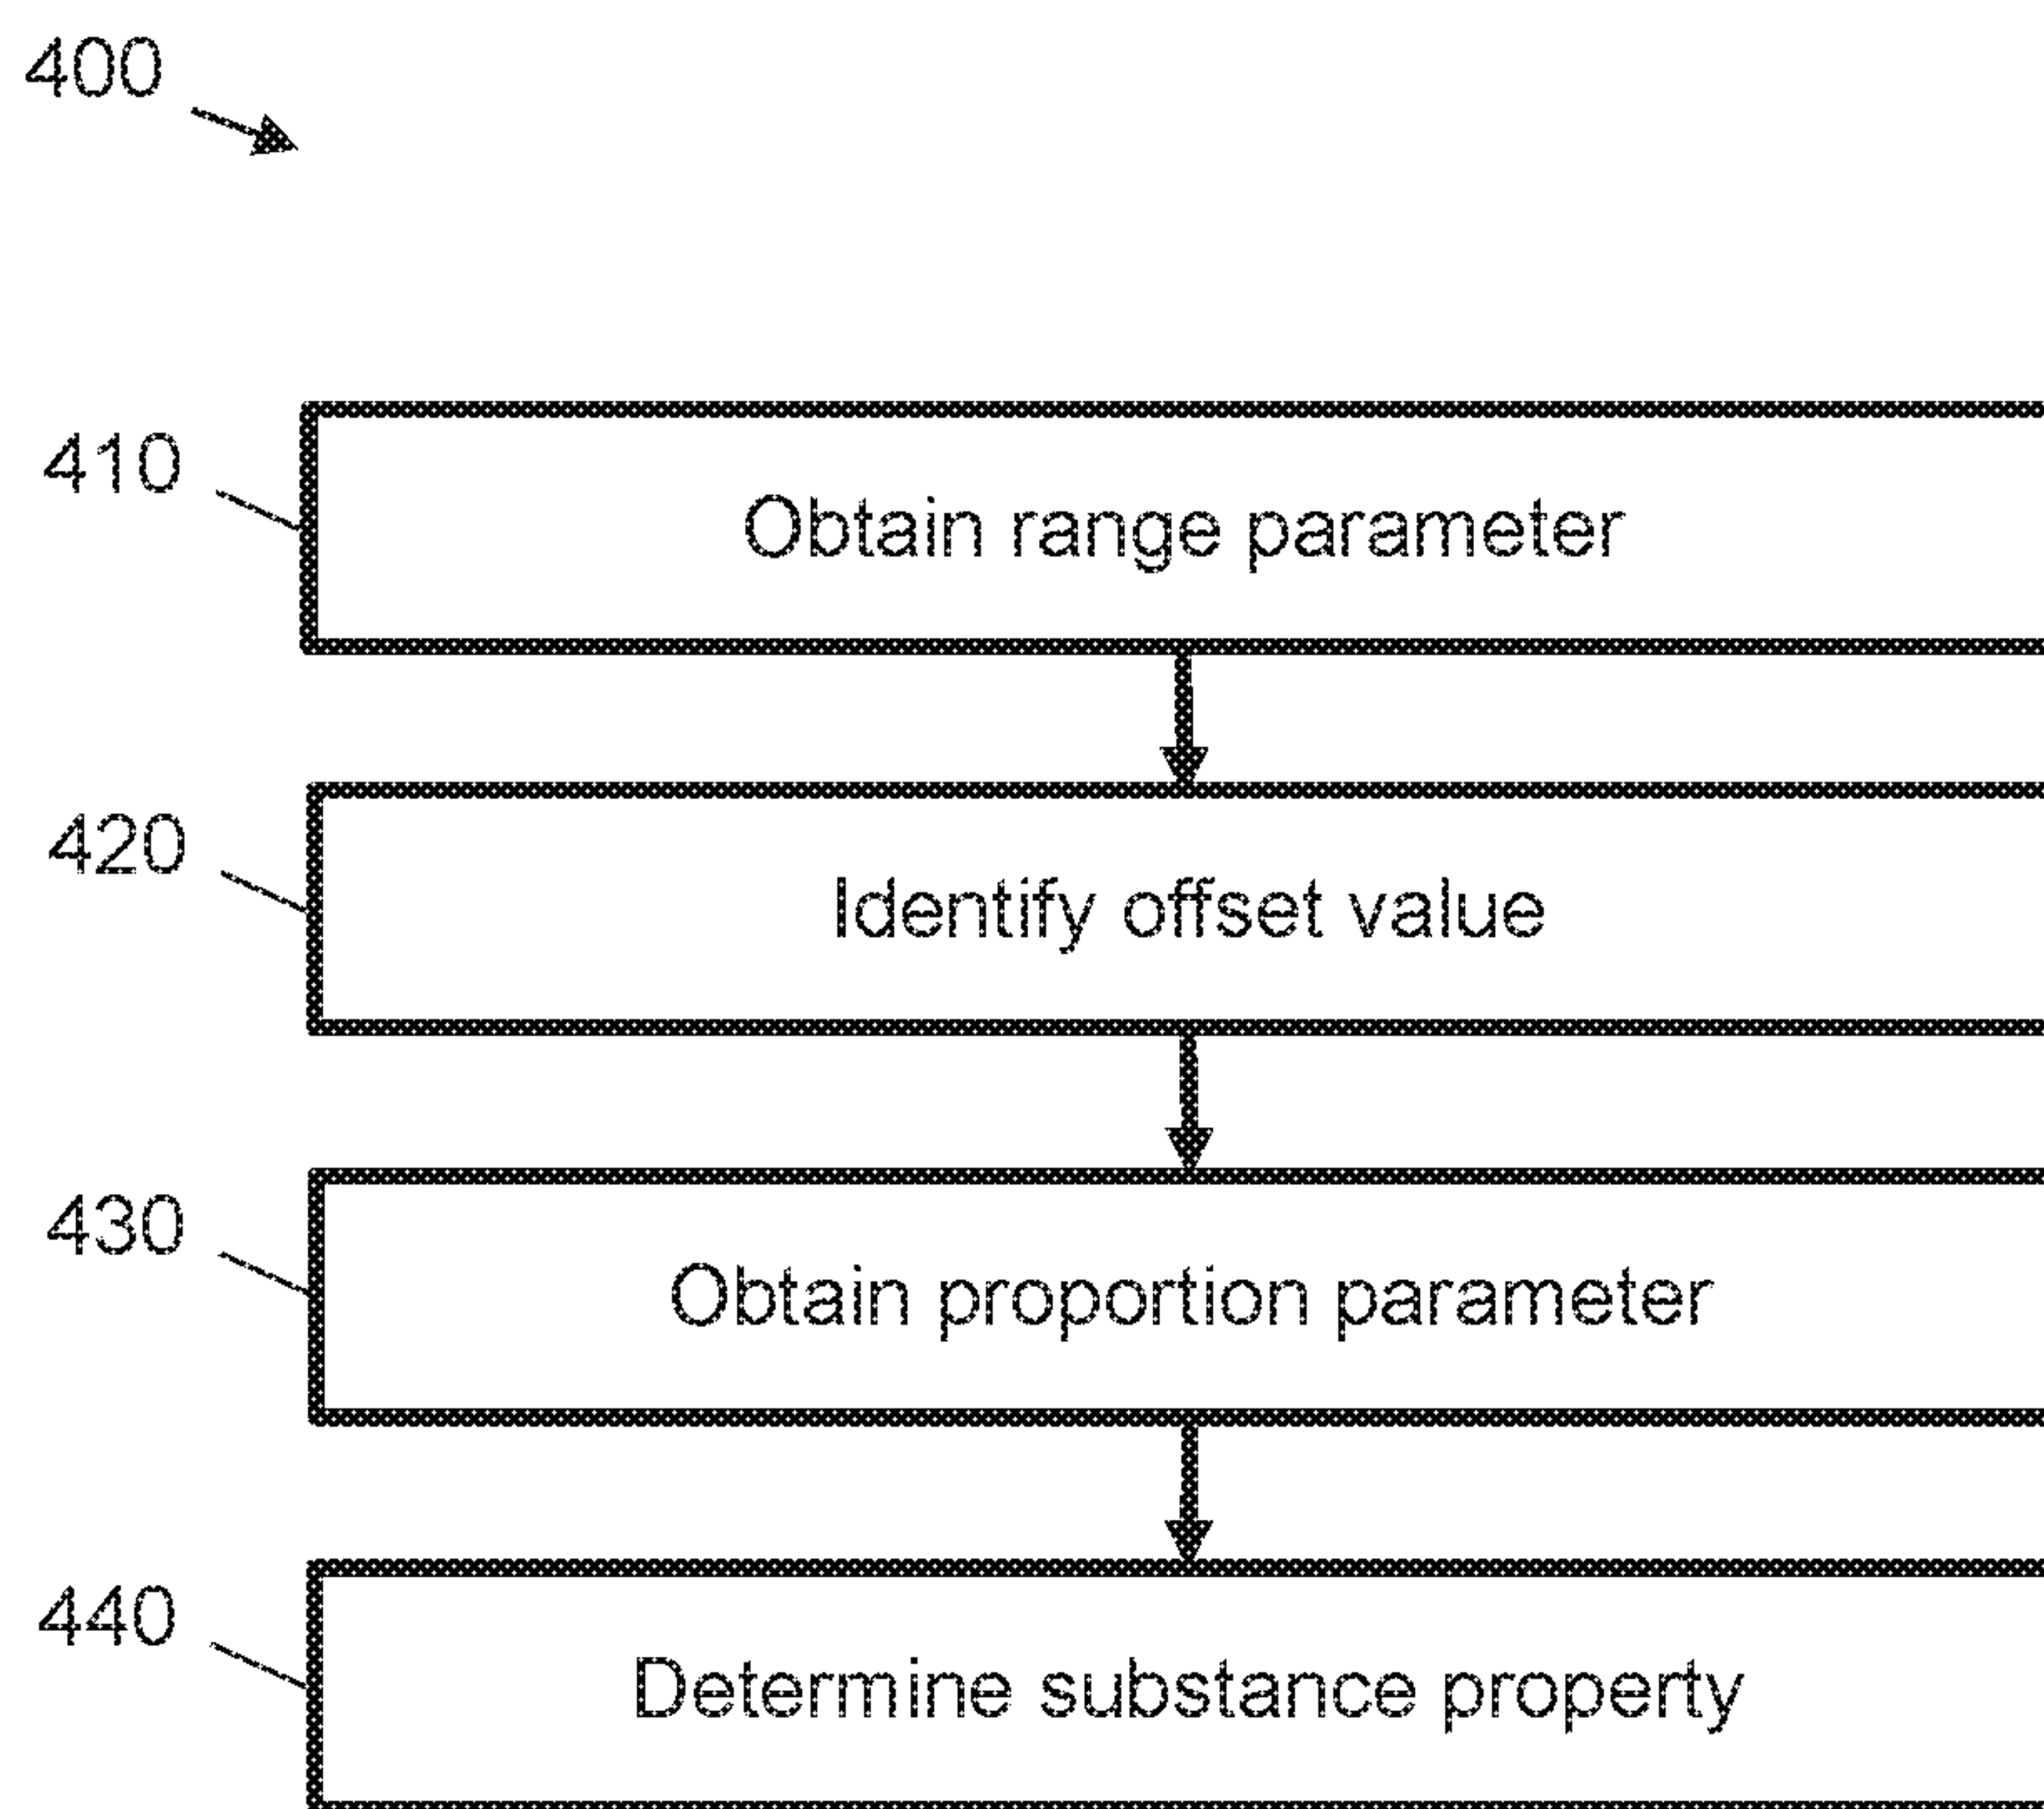 400
410
Obtain range parameter
420
Identify offset value
430
Obtain proportion parameter
440
Determine substance property